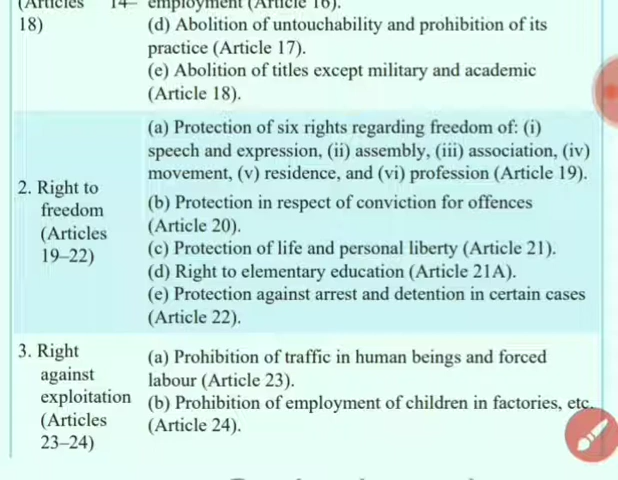 (Articles 14– employment (Article 16).
18) (d) Abolition of untouchability and prohibition of its
practice (Article 17).
(e) Abolition of titles except military and academic
(Article 18).
2. Right to
freedom
(Articles
19–22)
(a) Protection of six rights regarding freedom of: (i)
speech and expression, (ii) assembly, (iii) association, (iv)
movement, (v) residence, and (vi) profession (Article 19).
(b) Protection in respect of conviction for offences
(Article 20).
(c) Protection of life and personal liberty (Article 21).
(d) Right to elementary education (Article 21A).
(e) Protection against arrest and detention in certain cases
(Article 22).
3. Right
against
exploitation
(Articles
23–24)
(a) Prohibition of traffic in human beings and forced
labour (Article 23).
(b) Prohibition of employment of children in factories, etc.
(Article 24).